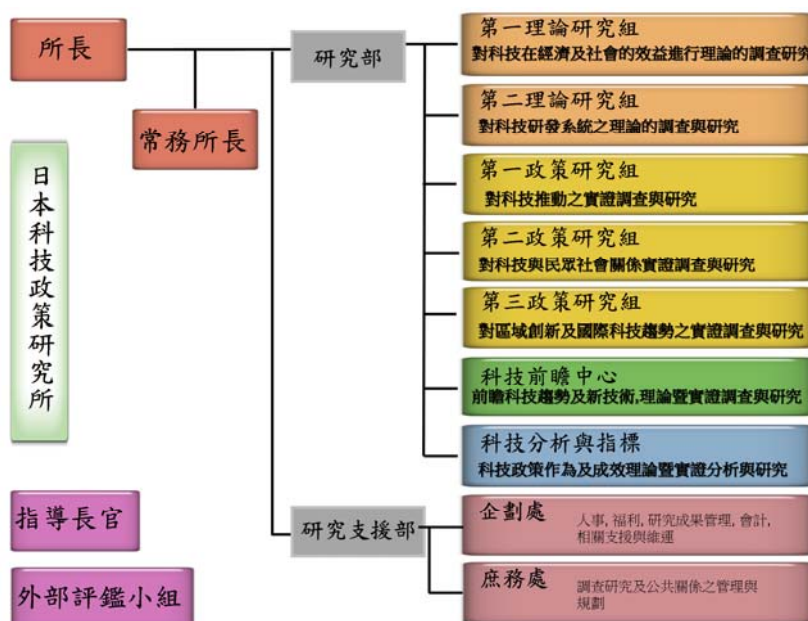 所長
常務所長
日本科技政策研究所
指導長官
外部評鑑小組
研究部
第一理論研究組
對科技在經濟及社會的效益進行理論的調查研究
第二理論研究組
對科技研發系統之理論的調查與研究
第一政策研究組
對科技推動之實證調查與研究
第二政策研究組
對科技與民眾社會關係實證調查與研究
第三政策研究組
對區域創新及國際科技趨勢之實證調查與研究
科技前瞻中心
前瞻科技趨勢及新技術,理論暨實證調查與研究
科技分析與指標
科技政策作為及成效理論暨實證分析與研究
研究支援部
企劃處
人事, 福利, 研究成果管理, 會計,
相關支援與維運
庶務處
調查研究及公共關係之管理與
規劃